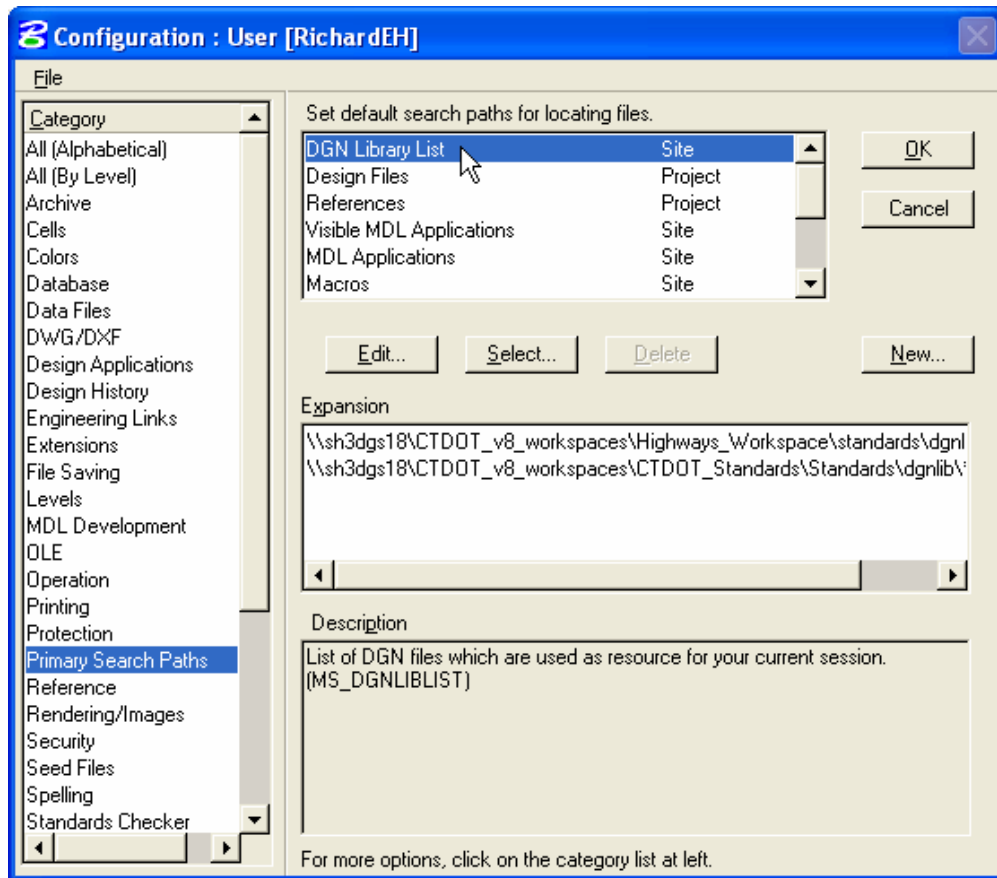 Configuration : User [RichardEH]
File
Category
All (Alphabetical)
All (By Level)
Archive
Cells
Colors
Database
Data Files
DWG/DXF
Design Applications
Design History
Engineering Links
Extensions
File Saving
Levels
MDL Development
OLE
Operation
Printing
Protection
Primary Search Paths
Reference
Rendering/Images
Security
Seed Files
Spelling
Standards Checker
Set default search paths for locating files.
DGN Library List Site
Design Files Project
References Project
Visible MDL Applications Site
MDL Applications Site
Macros Site
OK
Cancel
Edit... Select... Delete New...
Expansion
\\sh3dgs18\CTDOT_v8_workspaces\Highways_Workspace\standards\dgnl
\\sh3dgs18\CTDOT_v8_workspaces\CTDOT_Standards\Standards\dgnlib\*
Description
List of DGN files which are used as resource for your current session.
(MS_DGNLIBLIST)
For more options, click on the category list at left.